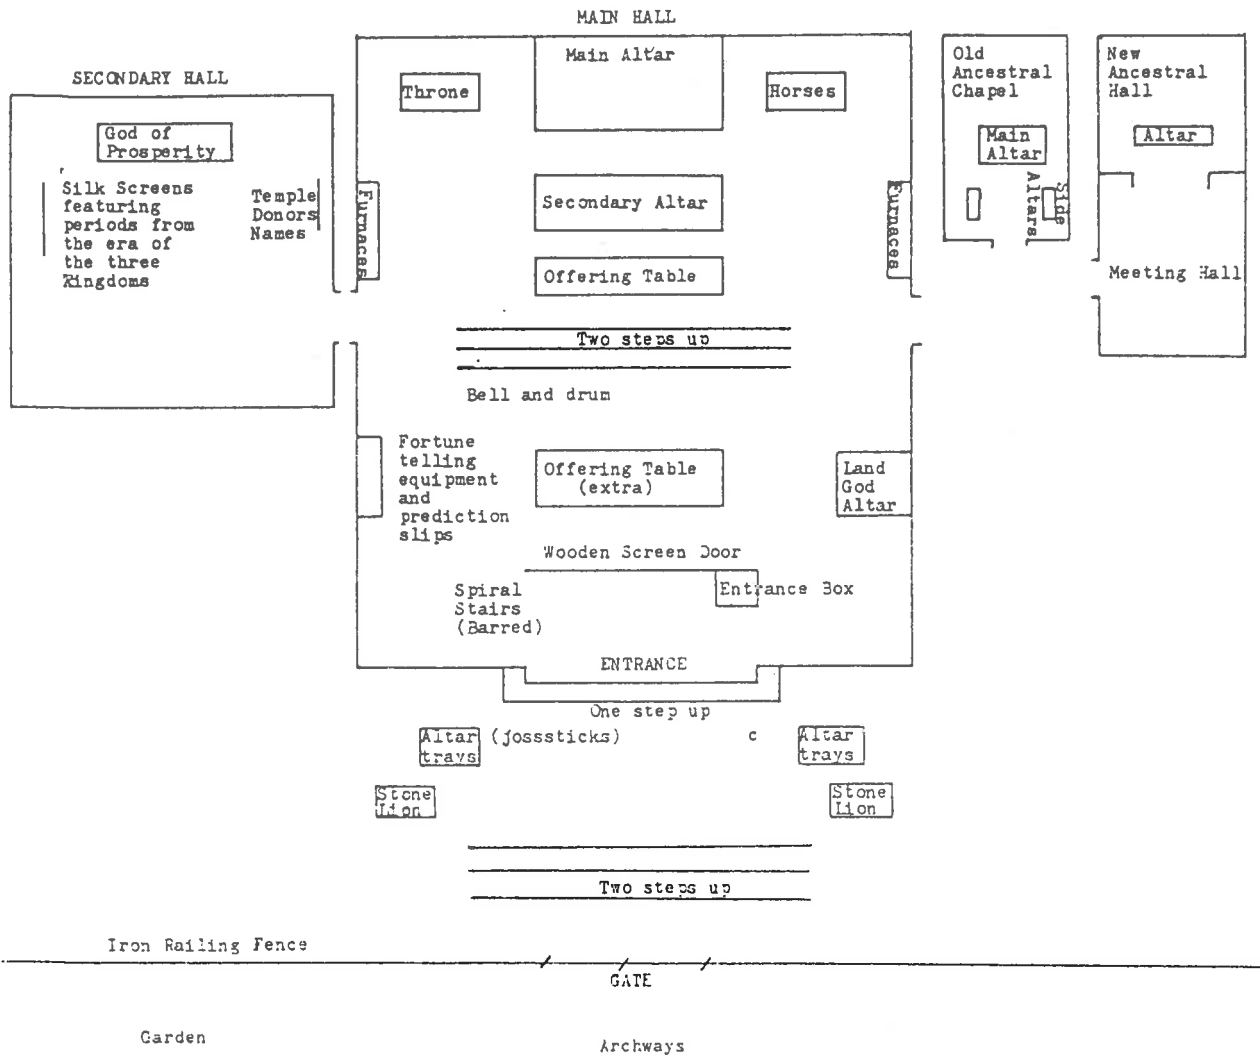 MAIN HALL
SECONDARY HALL
Main Altar
Throne
Horses
Old
Ancestral
Chapel
New
Ancestral
Hall
God of
Prosperity
Main
Altar
Altar
Silk Screens
featuring
periods from
the era of
the three
Kingdoms
Temple
Donors
Names
Furnaces
Secondary Altar
Furnaces
Side
Altars
Offering Table
Meeting Hall
Two steps up
Bell and drum
Fortune
telling
equipment
and
prediction
slips
Offering Table
(extra)
Land
God
Altar
Wooden Screen Door
Spiral
Stairs
(Barred)
Entrance Box
ENTRANCE
One step up
Altar
trays
(josssticks)
c
Altar
trays
Stone
Lion
Stone
Lion
Two steps up
Iron Railing Fence
GATE
Garden
Archways